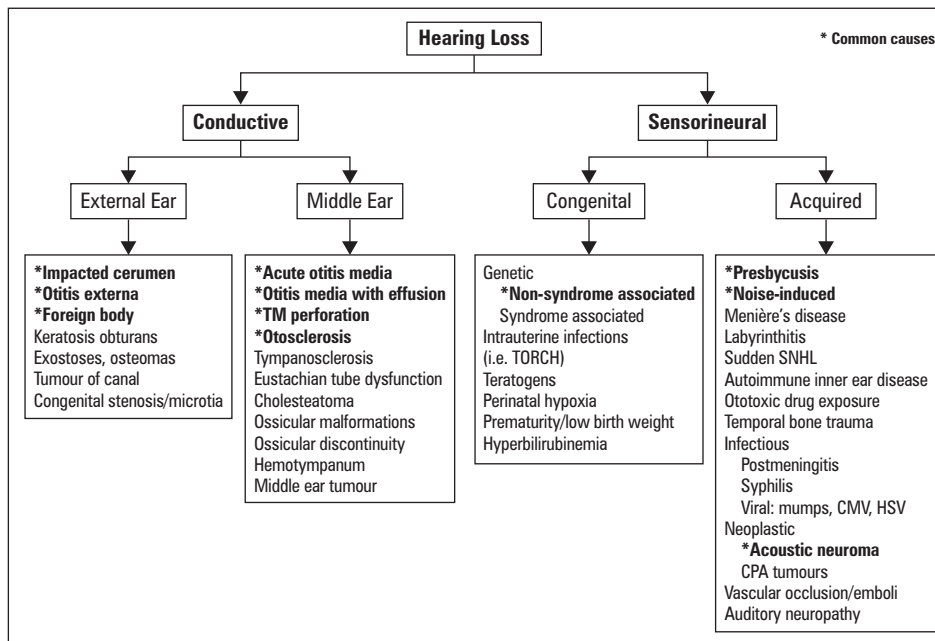 Hearing Loss
* Common causes
Conductive
Sensorineural
External Ear
Middle Ear
Congenital
Acquired
*Impacted cerumen
*Otitis externa
*Foreign body
Keratosis obturans
Exostoses, osteomas
Tumour of canal
Congenital stenosis/microtia
*Acute otitis media
*Otitis media with effusion
*TM perforation
*Otosclerosis
Tympanosclerosis
Eustachian tube dysfunction
Cholesteatoma
Ossicular malformations
Ossicular discontinuity
Hemotympanum
Middle ear tumour
Genetic
*Non-syndrome associated
Syndrome associated
Intrauterine infections
(i.e. TORCH)
Teratogens
Perinatal hypoxia
Prematurity/low birth weight
Hyperbilirubinemia
*Presbycusis
*Noise-induced
Menière's disease
Labyrinthitis
Sudden SNHL
Autoimmune inner ear disease
Ototoxic drug exposure
Temporal bone trauma
Infectious
Postmeningitis
Syphilis
Viral: mumps, CMV, HSV
Neoplastic
*Acoustic neuroma
CPA tumours
Vascular occlusion/emboli
Auditory neuropathy